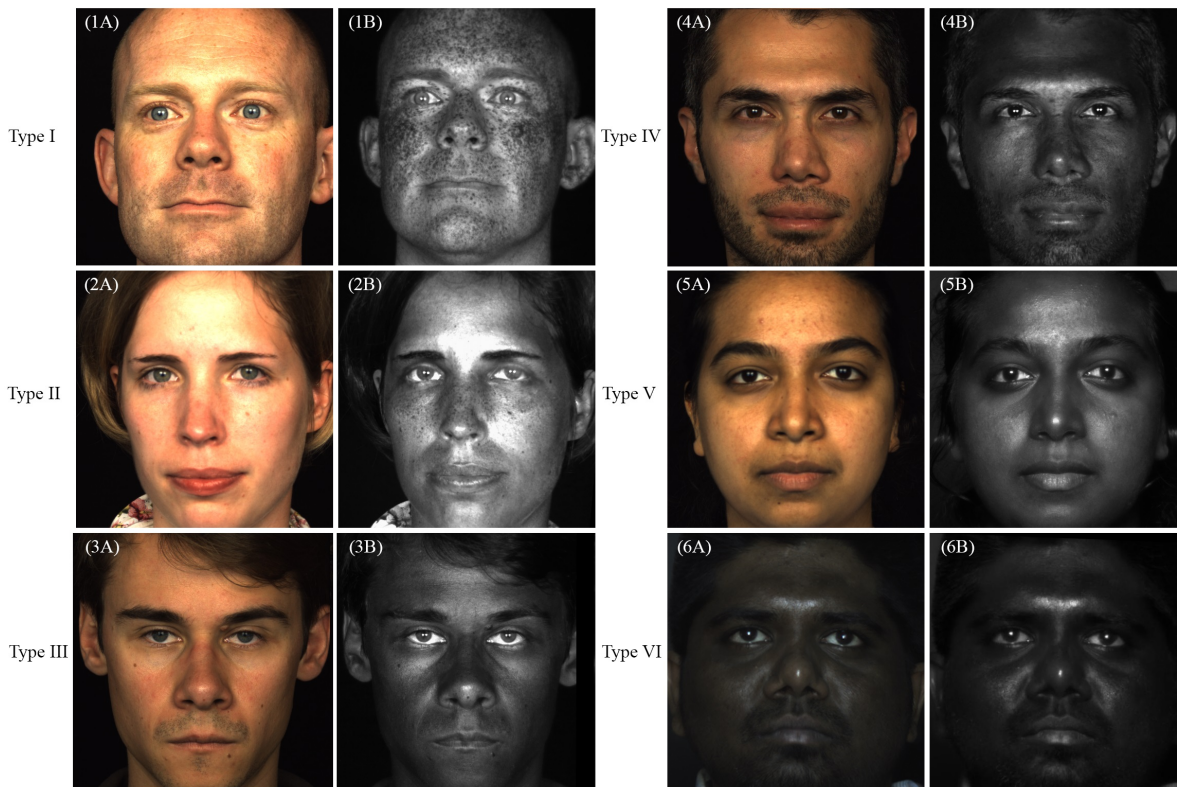 (1A)
(1B)
(4A)
(4B)
Type I
Type IV
(2A)
(2B)
(5A)
(5B)
Type II
Type V
(3A)
(3B)
(6A)
(6B)
Type III
Type VI